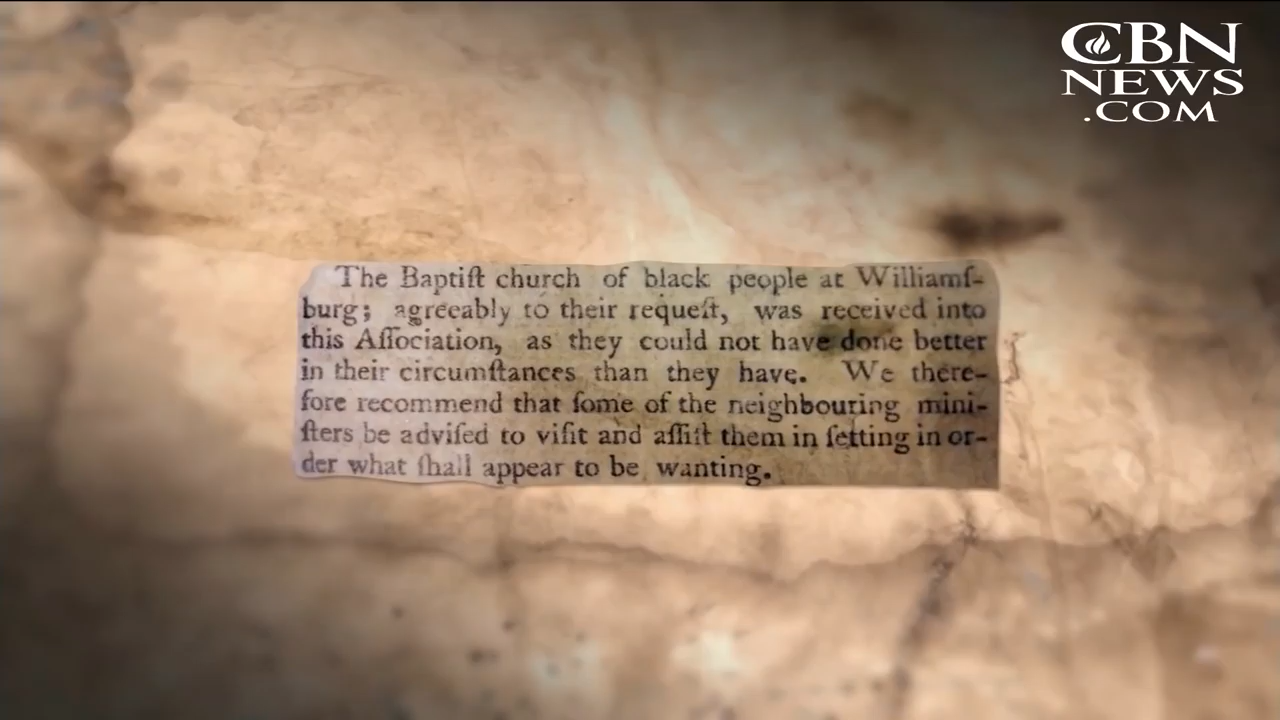 CBN
NEWS
.COM
The Baptiſt church of black people at Williamſ-
burg; agreeably to their requeſt, was received into
this Aſſociation, as they could not have done better
in their circumſtances than they have. We there-
fore recommend that ſome of the neighbouring mini-
ſters be adviſed to viſit and aſſiſt them in ſetting in or-
der what ſhall appear to be wanting.